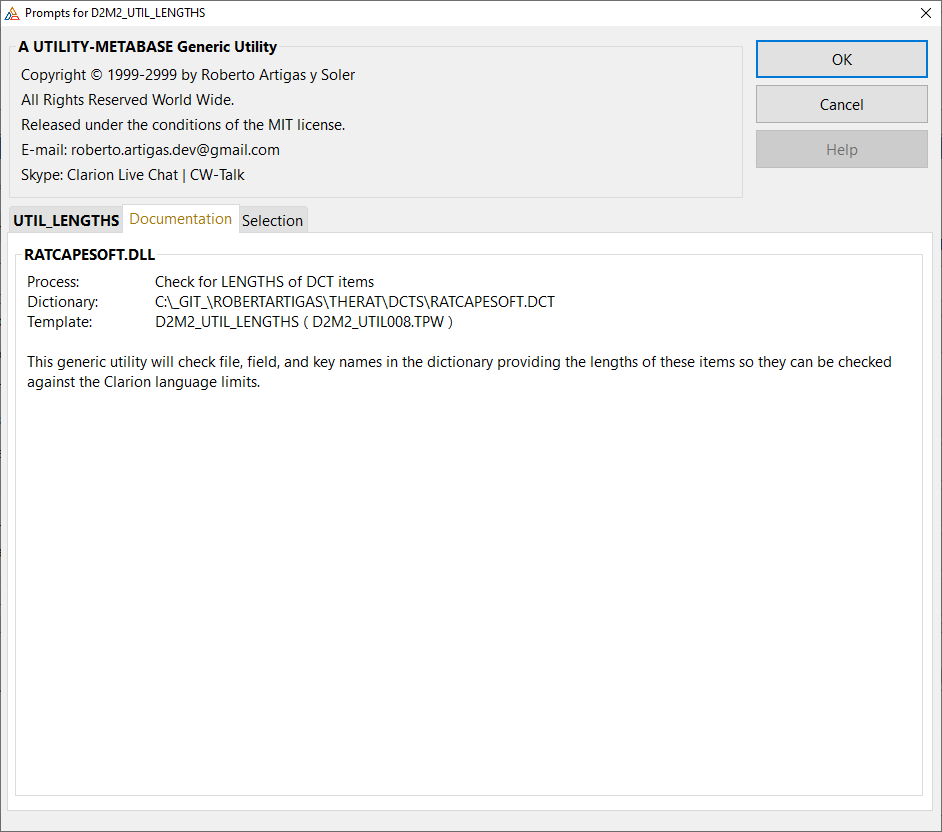 Prompts for D2M2_UTIL_LENGTHS
A UTILITY-METABASE Generic Utility
Copyright © 1999-2999 by Roberto Artigas y Soler
All Rights Reserved World Wide.
Released under the conditions of the MIT license.
E-mail: roberto.artigas.dev@gmail.com
Skype: Clarion Live Chat | CW-Talk
OK
Cancel
Help
UTIL_LENGTHS Documentation Selection
RATCAPESOFT.DLL
Process: Check for LENGTHS of DCT items
Dictionary: C:\_GIT_\ROBERTARTIGAS\THERAT\DCTS\RATCAPESOFT.DCT
Template: D2M2_UTIL_LENGTHS ( D2M2_UTIL008.TPW )
This generic utility will check file, field, and key names in the dictionary providing the lengths of these items so they can be checked
against the Clarion language limits.